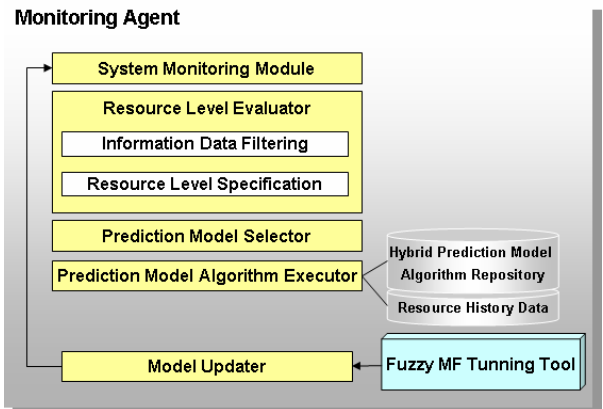 Monitoring Agent
System Monitoring Module
Resource Level Evaluator
Information Data Filtering
Resource Level Specification
Prediction Model Selector
Prediction Model Algorithm Executor
Hybrid Prediction Model
Algorithm Repository
Resource History Data
Model Updater
Fuzzy MF Tunning Tool